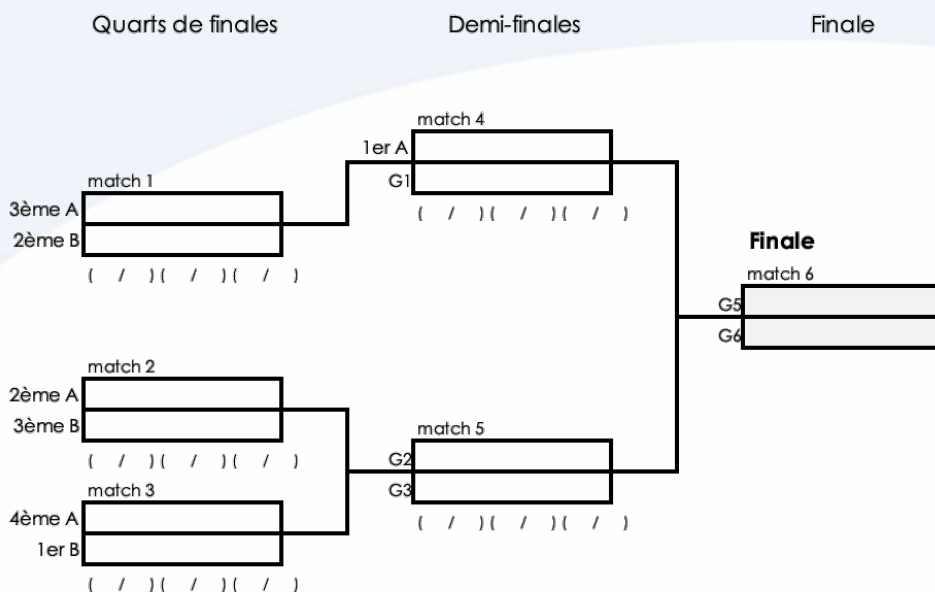 Quarts de finales
Demi-finales
Finale
match 4
1er A
G1
( / ) ( / ) ( / )
match 1
3ème A
2ème B
( / ) ( / ) ( / )
Finale
match 6
G5
G6
match 2
2ème A
3ème B
( / ) ( / ) ( / )
match 5
G2
G3
( / ) ( / ) ( / )
match 3
4ème A
1er B
( / ) ( / ) ( / )